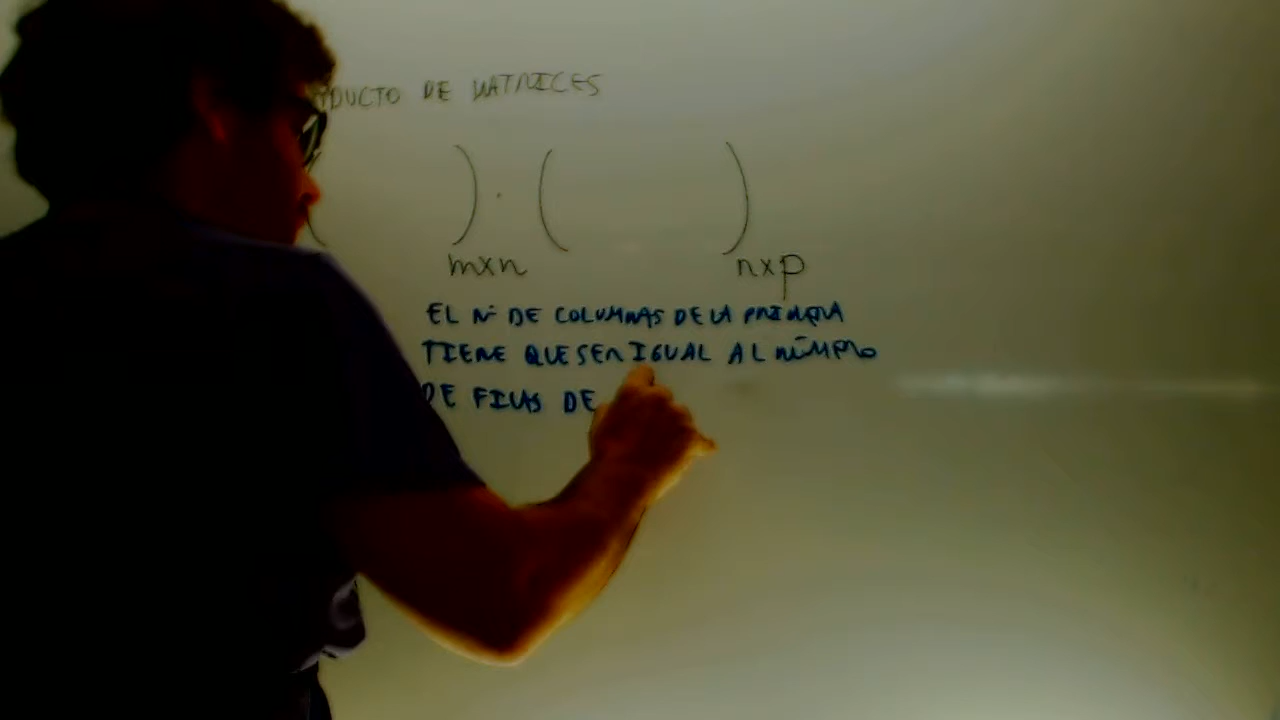 ODUCTO DE MATRICES
( ) · ( )
mxn nxp
EL Nº DE COLUMNAS DE LA PRIMERA
TIENE QUE SER IGUAL AL NÚMERO
DE FILAS DE